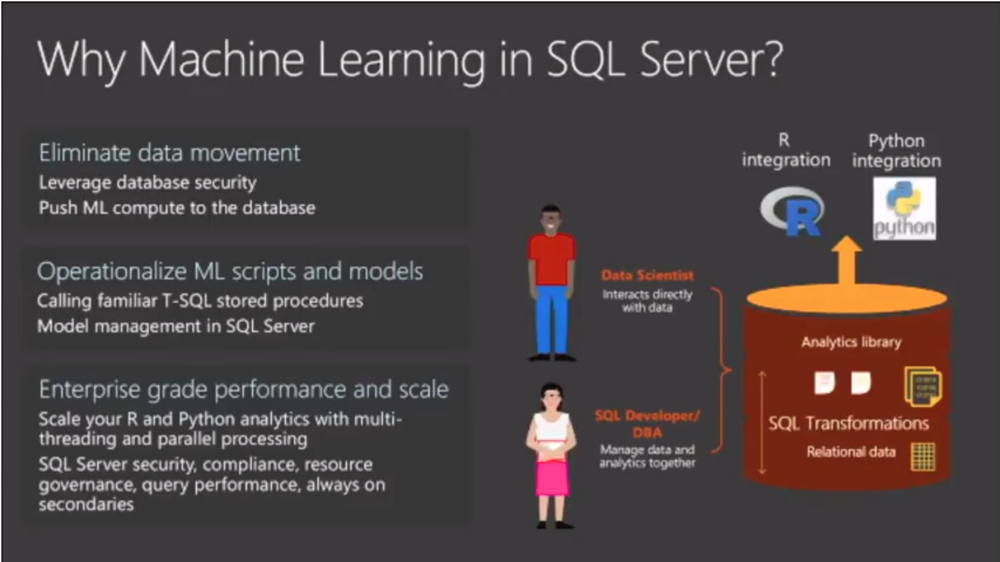 Why Machine Learning in SQL Server?
Eliminate data movement
Leverage database security
Push ML compute to the database
Operationalize ML scripts and models
Calling familiar T-SQL stored procedures
Model management in SQL Server
Enterprise grade performance and scale
Scale your R and Python analytics with multi-
threading and parallel processing
SQL Server security, compliance, resource
governance, query performance, always on
secondaries
Data Scientist
Interacts directly
with data
SQL Developer/
DBA
Manage data and
analytics together
R
integration
R
Python
integration
python
Analytics library
SQL Transformations
Relational data